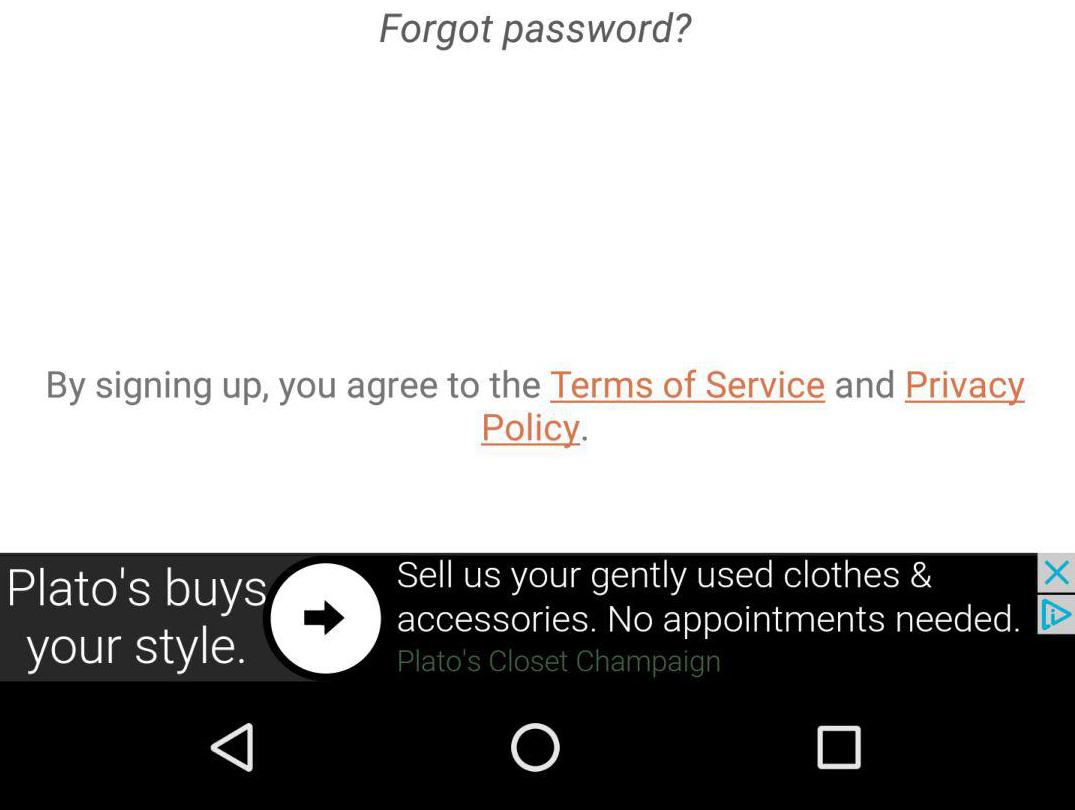 Forgot password?
By signing up, you agree to the Terms of Service and Privacy
Policy.
Plato's buys
your style.
Sell us your gently used clothes &
accessories. No appointments needed.
Plato's Closet Champaign